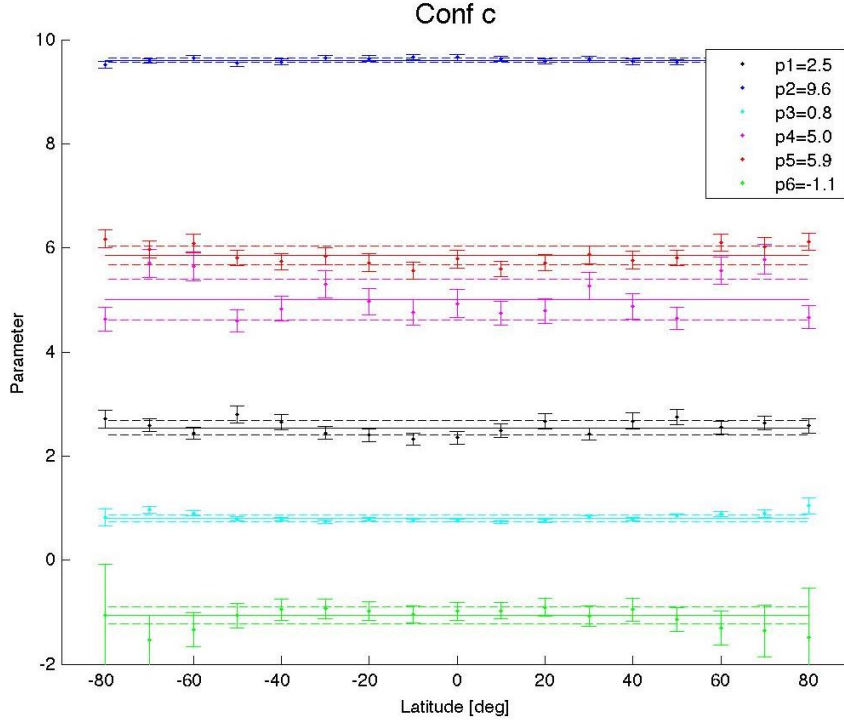 Conf c
10
8
6
4
2
0
-2
Parameter
-80
-60
-40
-20
0
20
40
60
80
Latitude [deg]
p1=2.5
p2=9.6
p3=0.8
p4=5.0
p5=5.9
p6=-1.1